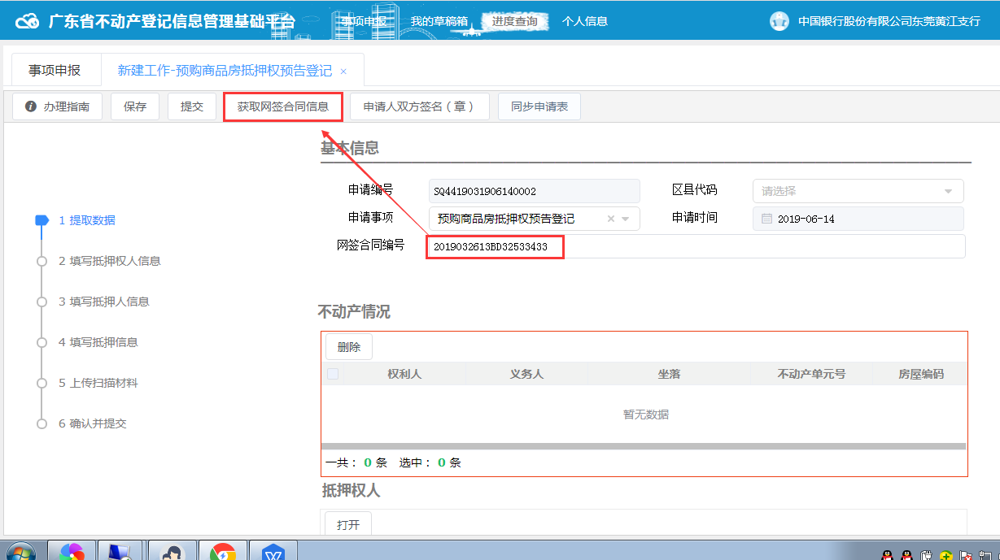 广东省不动产登记信息管理基础平台 事项申报 我的草稿箱 进度查询 个人信息 中国银行股份有限公司东莞黄江支行
事项申报 新建工作-预购商品房抵押权预告登记 ×
办理指南 保存 提交 获取网签合同信息 申请人双方签名（章） 同步申请表
基本信息
申请编号 SQ4419031906140002 区县代码 请选择
申请事项 预购商品房抵押权预告登记 申请时间 2019-06-14
网签合同编号 2019032613BD32533433
1 提取数据
2 填写抵押权人信息
3 填写抵押人信息
4 填写抵押信息
5 上传扫描材料
6 确认并提交
不动产情况
删除
权利人 义务人 坐落 不动产单元号 房屋编码
暂无数据
一共： 0 条 选中： 0 条
抵押权人
打开